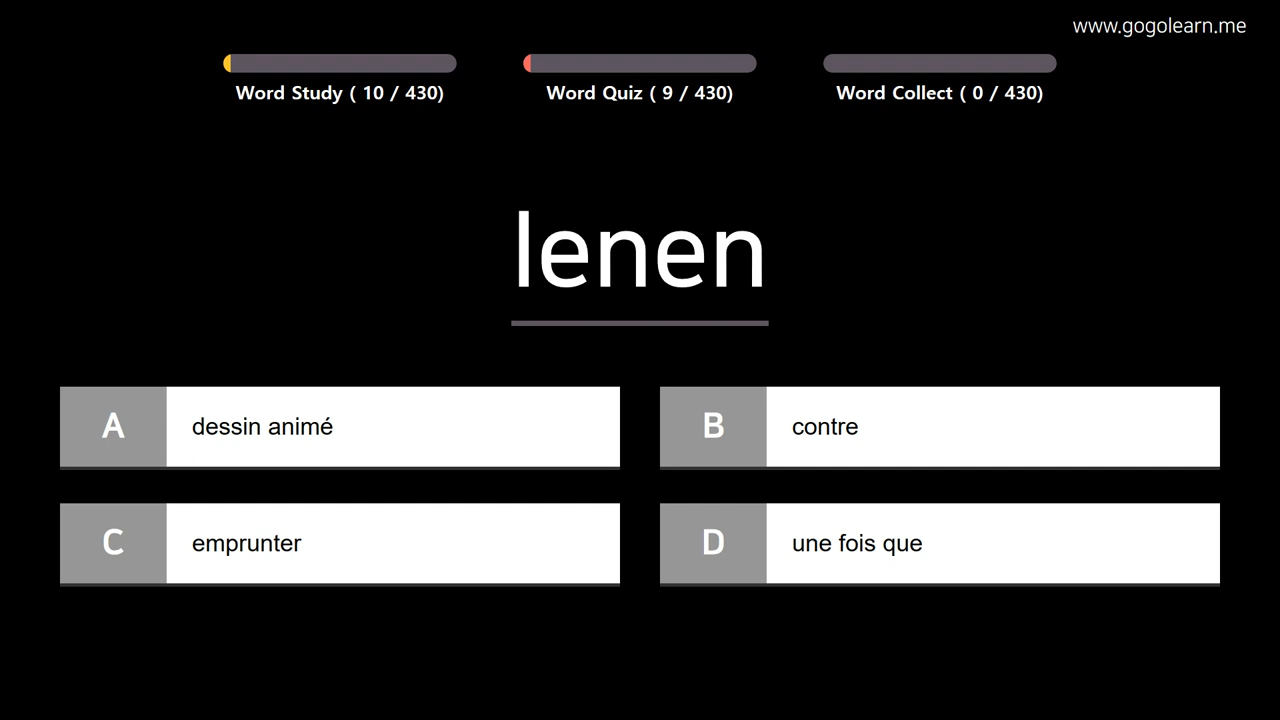 www.gogolearn.me
Word Study ( 10 / 430)
Word Quiz ( 9 / 430)
Word Collect ( 0 / 430)
lenen
A dessin animé
B contre
C emprunter
D une fois que